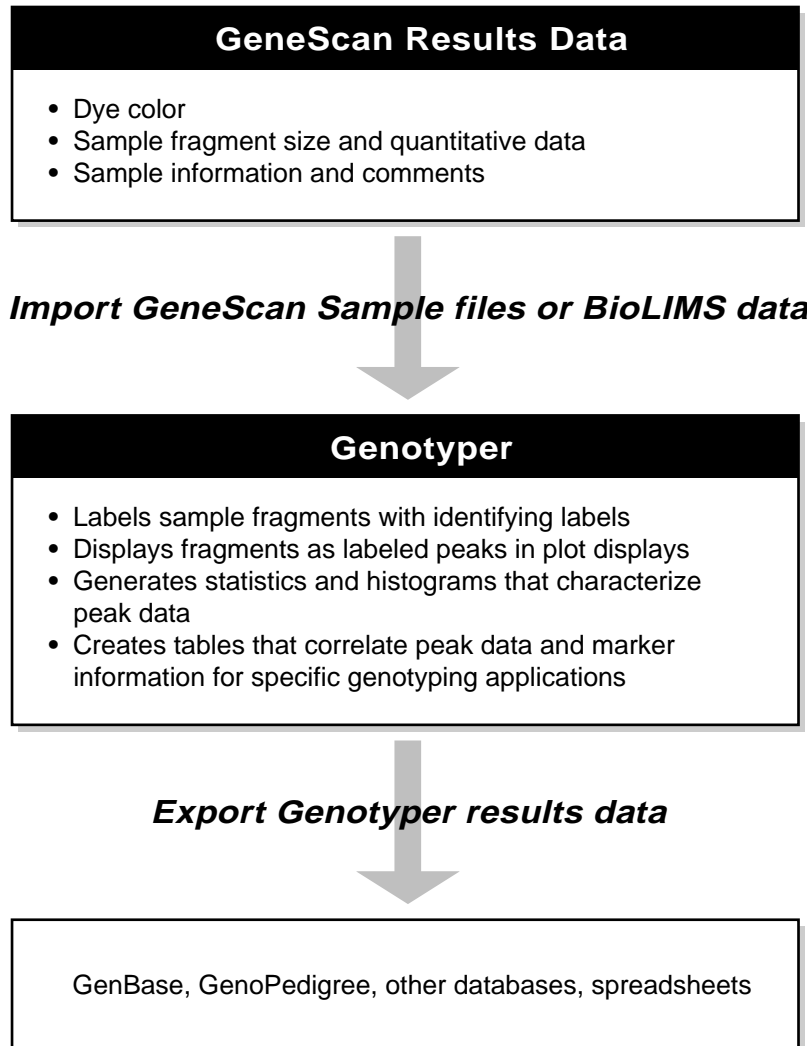 GeneScan Results Data
• Dye color
• Sample fragment size and quantitative data
• Sample information and comments
Import GeneScan Sample files or BioLIMS data
Genotyper
• Labels sample fragments with identifying labels
• Displays fragments as labeled peaks in plot displays
• Generates statistics and histograms that characterize
peak data
• Creates tables that correlate peak data and marker
information for specific genotyping applications
Export Genotyper results data
GenBase, GenoPedigree, other databases, spreadsheets